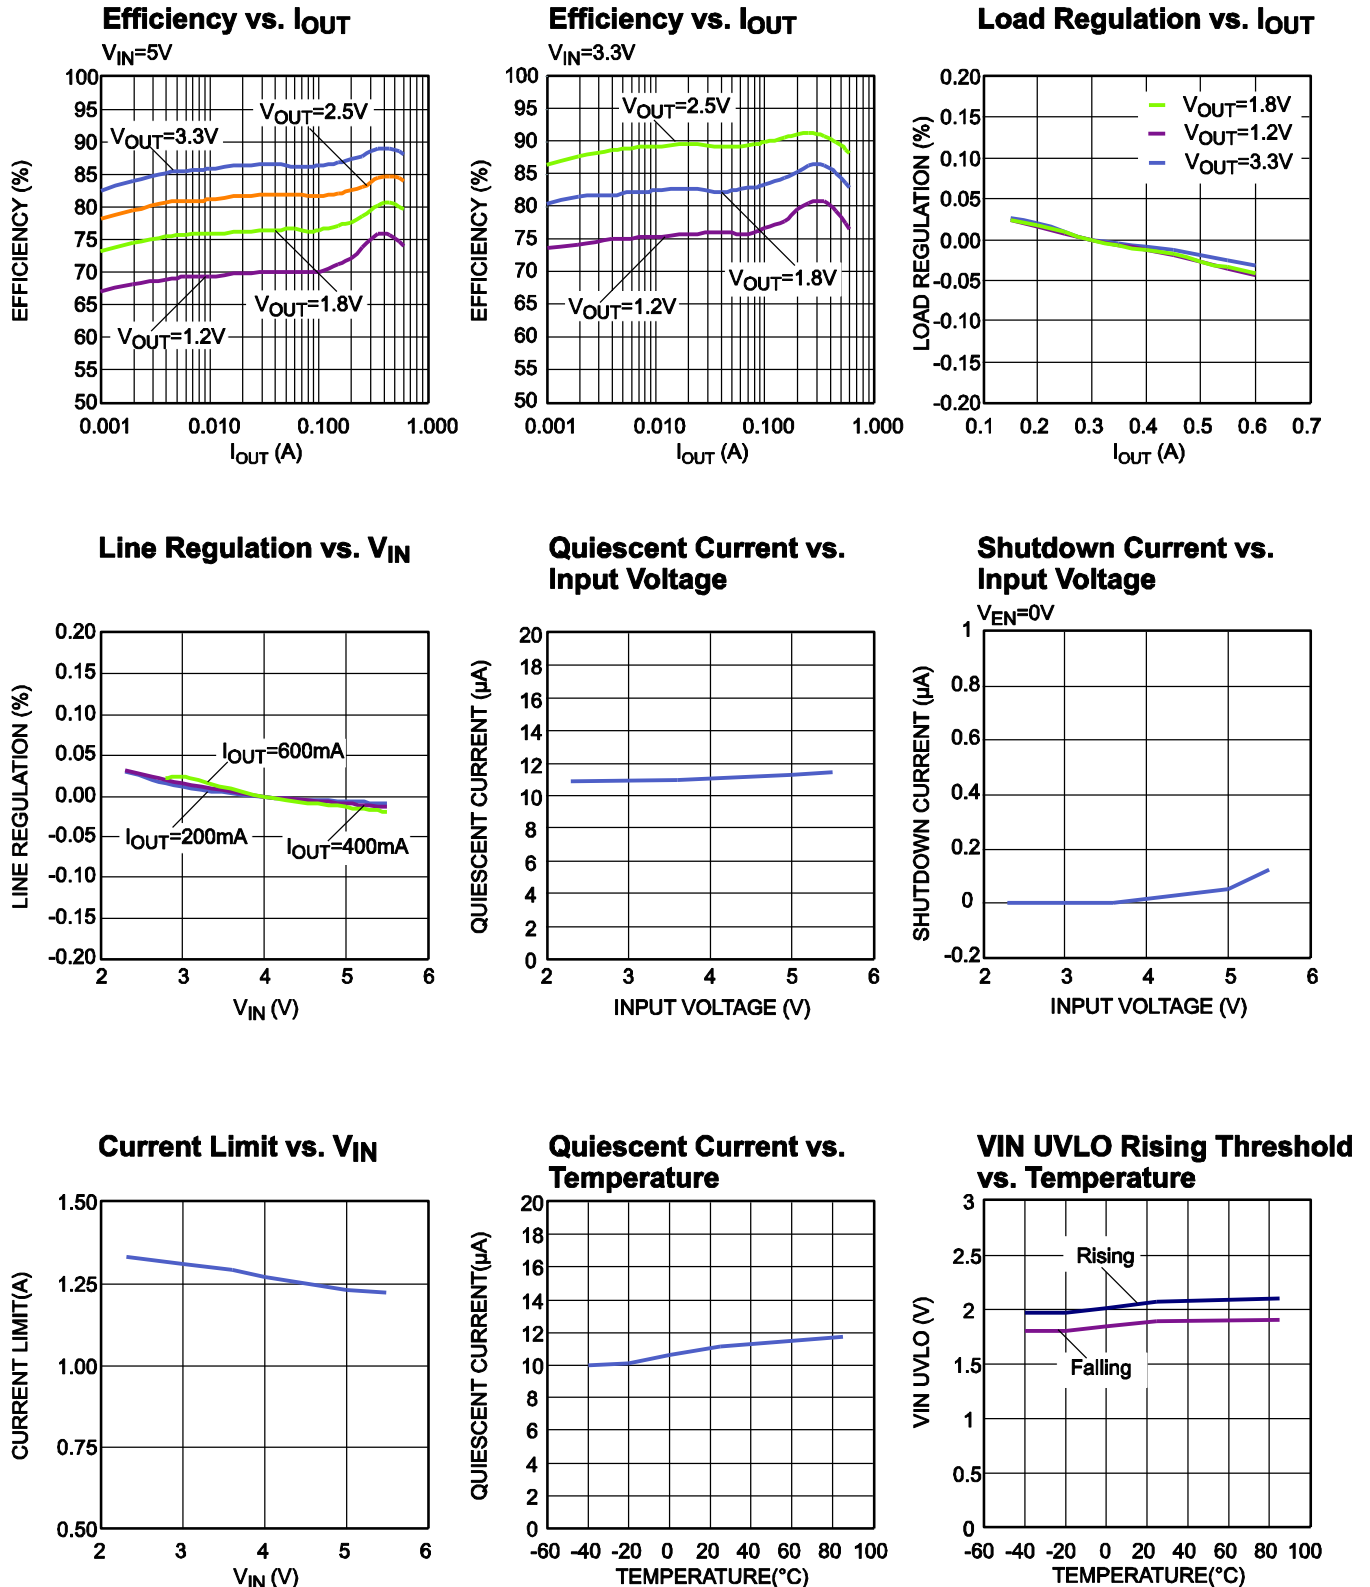 Efficiency vs. IOUT
VIN=5V
100
95
90
85
80
75
70
65
60
55
50
EFFICIENCY (%)
VOUT=2.5V
VOUT=3.3V
VOUT=1.8V
VOUT=1.2V
0.001 0.010 0.100 1.000
IOUT (A)
Efficiency vs. IOUT
VIN=3.3V
100
95
90
85
80
75
70
65
60
55
50
EFFICIENCY (%)
VOUT=2.5V
VOUT=1.8V
VOUT=1.2V
0.001 0.010 0.100 1.000
IOUT (A)
Load Regulation vs. IOUT
0.20
0.15
0.10
0.05
0.00
-0.05
-0.10
-0.15
-0.20
LOAD REGULATION (%)
VOUT=1.8V
VOUT=1.2V
VOUT=3.3V
0.1 0.2 0.3 0.4 0.5 0.6 0.7
IOUT (A)
Line Regulation vs. VIN
0.20
0.15
0.10
0.05
0.00
-0.05
-0.10
-0.15
-0.20
LINE REGULATION (%)
IOUT=600mA
IOUT=200mA
IOUT=400mA
2 3 4 5 6
VIN (V)
Quiescent Current vs.
Input Voltage
20
18
16
14
12
10
8
6
4
2
0
QUIESCENT CURRENT (µA)
2 3 4 5 6
INPUT VOLTAGE (V)
Shutdown Current vs.
Input Voltage
VEN=0V
1
0.8
0.6
0.4
0.2
0
-0.2
SHUTDOWN CURRENT (µA)
2 3 4 5 6
INPUT VOLTAGE (V)
Current Limit vs. VIN
1.50
1.25
1.00
0.75
0.50
CURRENT LIMIT(A)
2 3 4 5 6
VIN (V)
Quiescent Current vs.
Temperature
20
18
16
14
12
10
8
6
4
2
0
QUIESCENT CURRENT(µA)
-60 -40 -20 0 20 40 60 80 100
TEMPERATURE(°C)
VIN UVLO Rising Threshold
vs. Temperature
3
2.5
2
1.5
1
0.5
0
VIN UVLO (V)
Rising
Falling
-60 -40 -20 0 20 40 60 80 100
TEMPERATURE(°C)